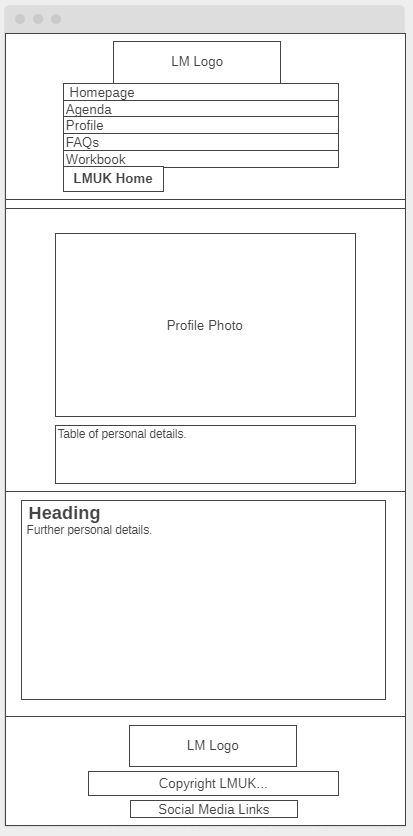 LM Logo
Homepage
Agenda
Profile
FAQs
Workbook
LMUK Home
Profile Photo
Table of personal details.
Heading
Further personal details.
LM Logo
Copyright LMUK...
Social Media Links